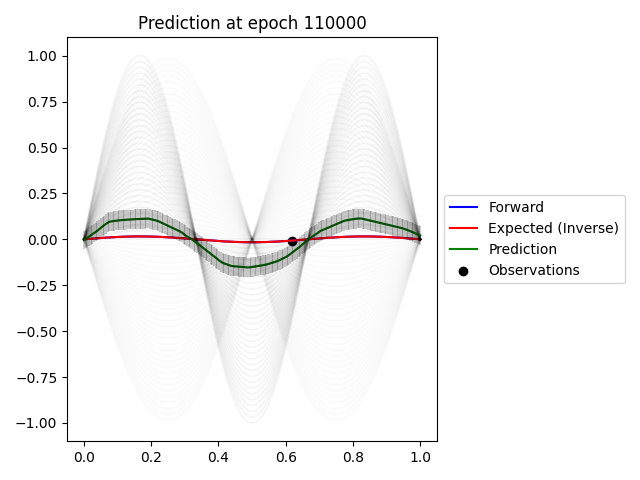 Prediction at epoch 110000
1.00
0.75
0.50
0.25
0.00
−0.25
−0.50
−0.75
−1.00
0.0 0.2 0.4 0.6 0.8 1.0
Forward
Expected (Inverse)
Prediction
Observations